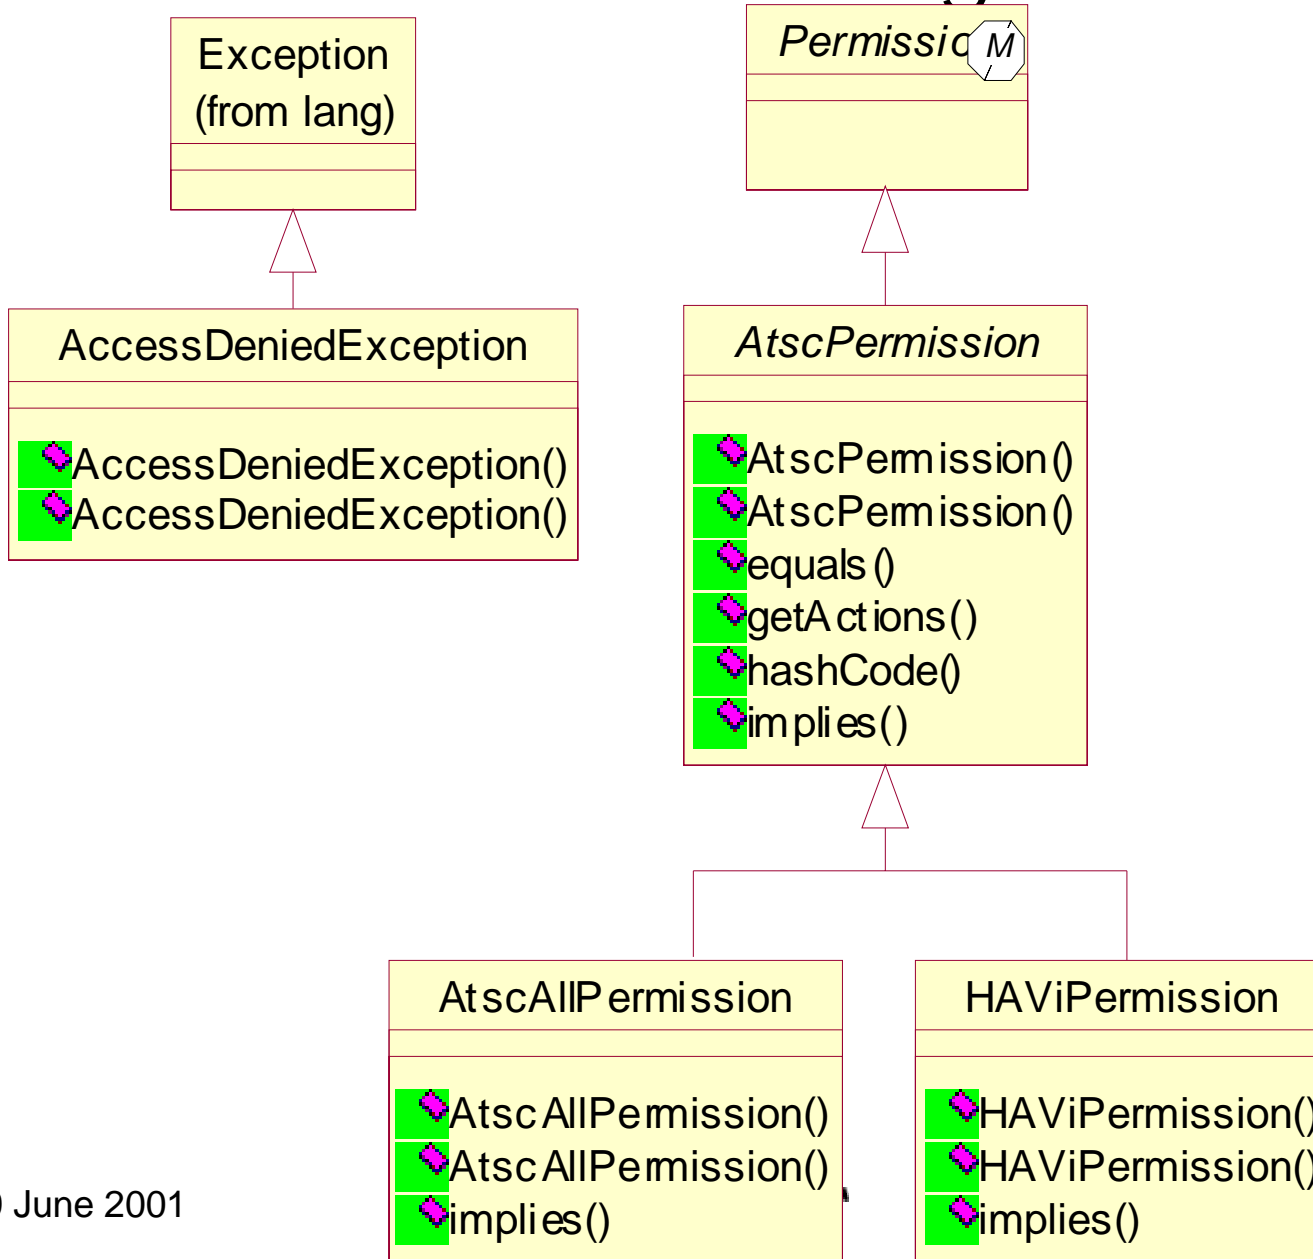 Exception
(from lang)
M
AccessDeniedException
AccessDeniedException()
AccessDeniedException()
AtscPermission
AtscPermission()
AtscPermission()
equals()
getActions()
hashCode()
implies()
AtscAllPermission
AtscAllPermission()
AtscAllPermission()
implies()
HAViPermission
HAViPermission()
HAViPermission()
implies()
June 2001